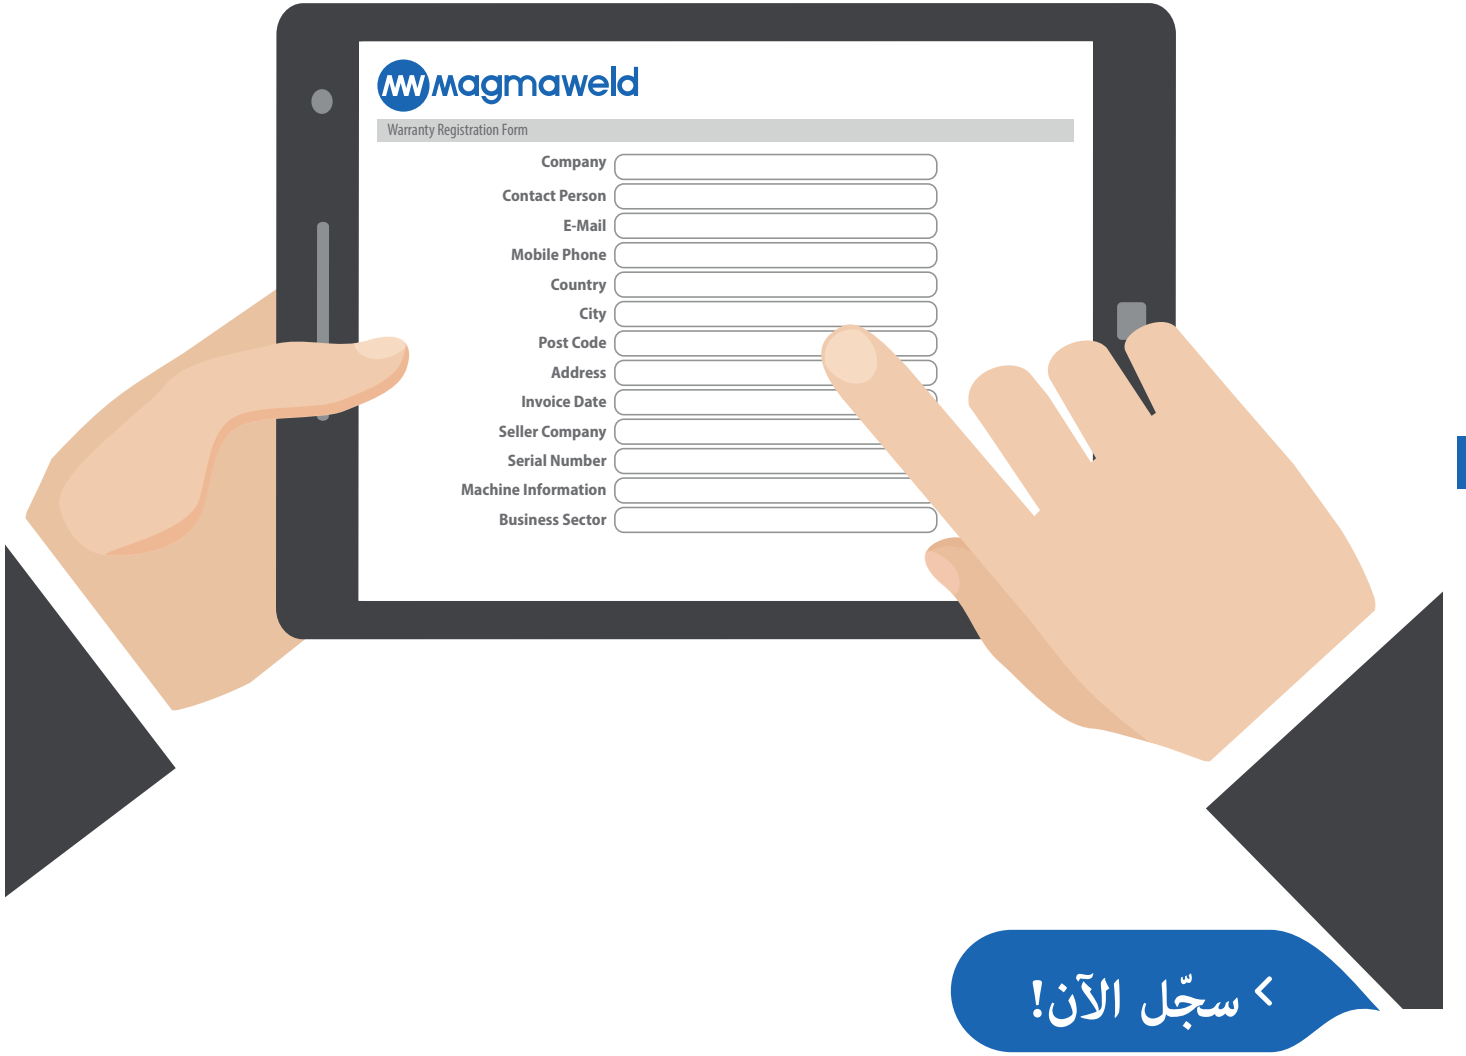 magmaweld
Warranty Registration Form
Company
Contact Person
E-Mail
Mobile Phone
Country
City
Post Code
Address
Invoice Date
Seller Company
Serial Number
Machine Information
Business Sector
› سجّل الآن!